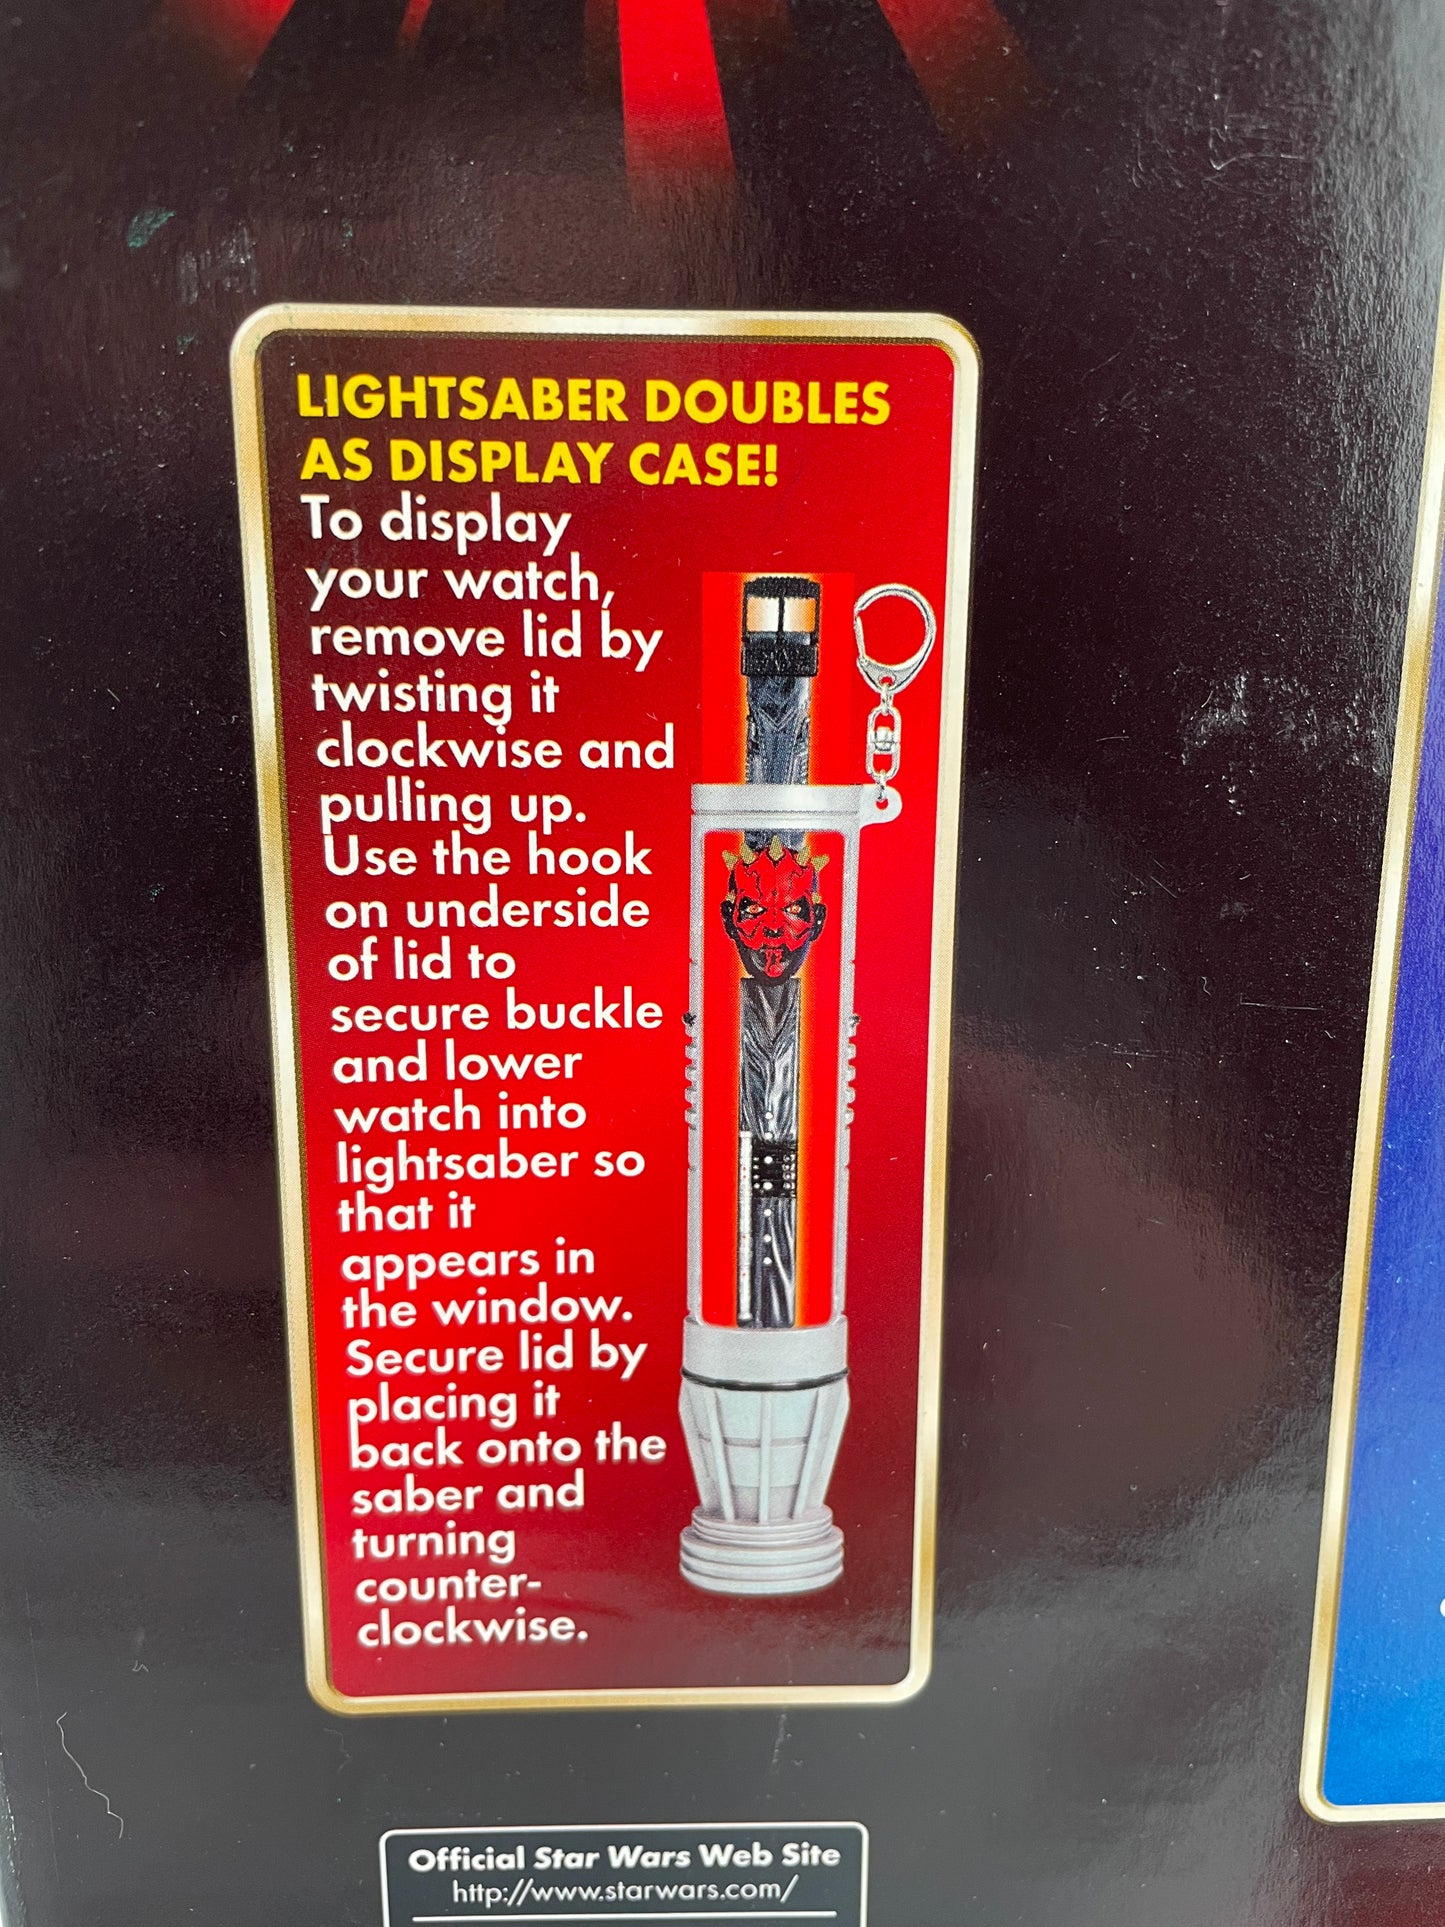 LIGHTSABER DOUBLES
AS DISPLAY CASE!
To display
your watch,
remove lid by
twisting it
clockwise and
pulling up.
Use the hook
on underside
of lid to
secure buckle
and lower
watch into
lightsaber so
that it
appears in
the window.
Secure lid by
placing it
back onto the
saber and
turning
counter-
clockwise.
Official Star Wars Web Site
http://www.starwars.com/